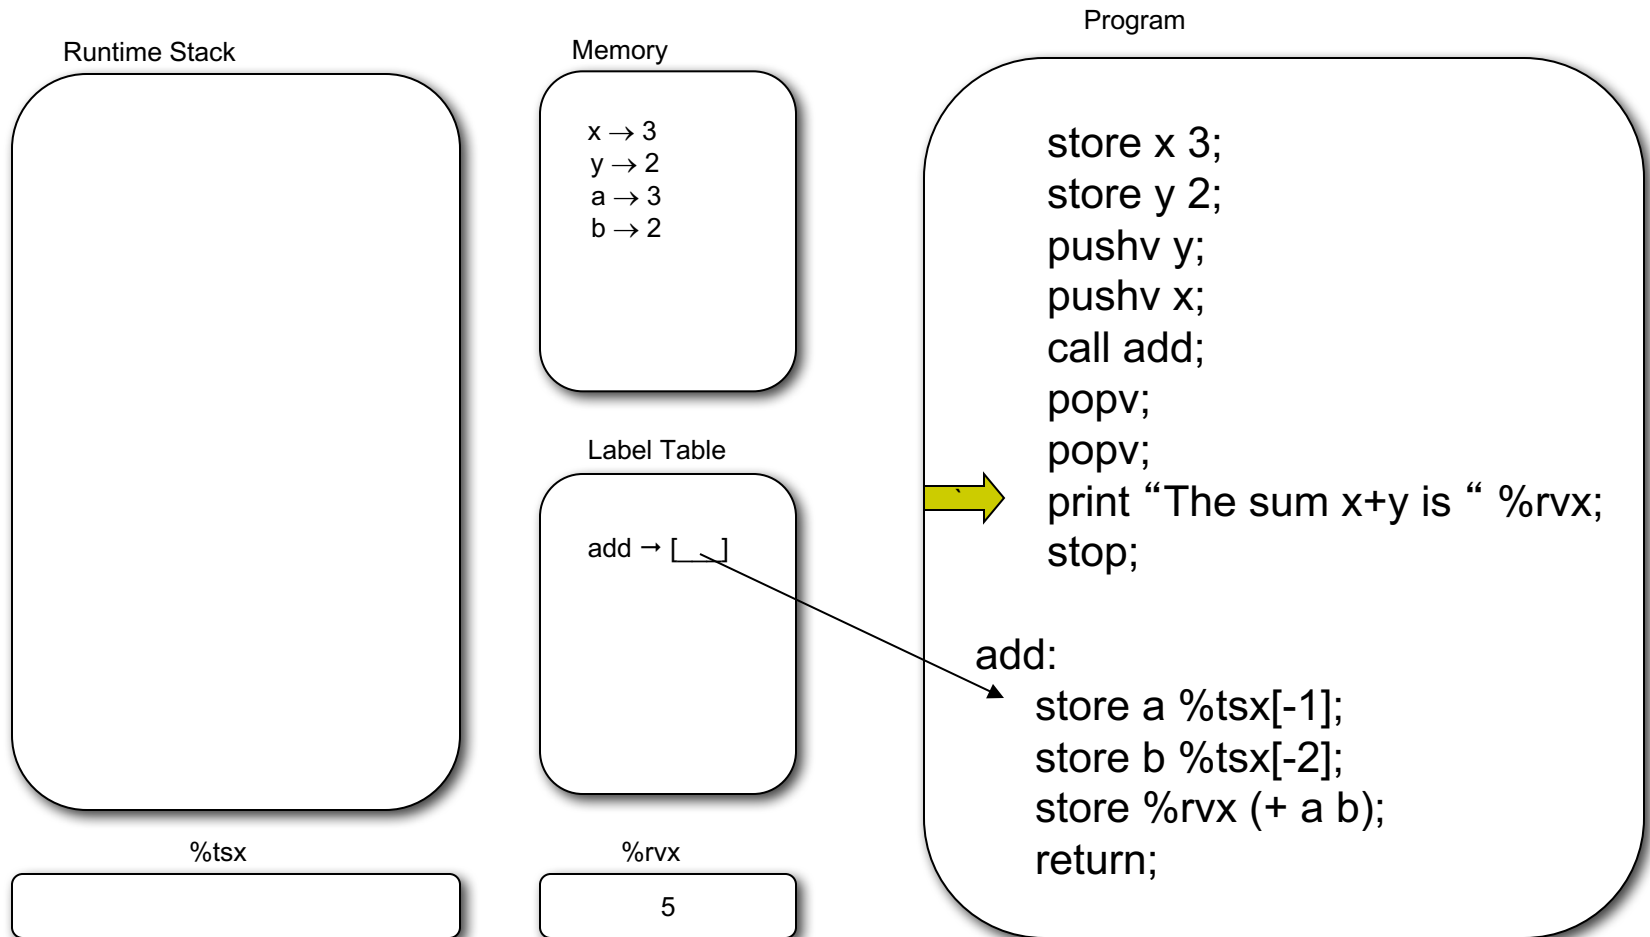 Program
Runtime Stack
Memory
x → 3
y → 2
a → 3
b → 2
Label Table
add → [___]
%tsx
%rvx
5
store x 3;
store y 2;
pushv y;
pushv x;
call add;
popv;
popv;
`
print “The sum x+y is “ %rvx;
stop;
add:
store a %tsx[-1];
store b %tsx[-2];
store %rvx (+ a b);
return;